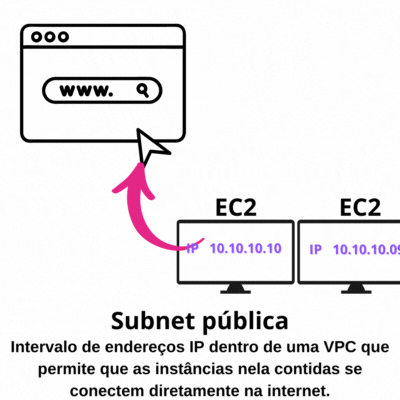 www.
EC2 EC2
IP 10.10.10.10 IP 10.10.10.09
Subnet pública
Intervalo de endereços IP dentro de uma VPC que
permite que as instâncias nela contidas se
conectem diretamente na internet.